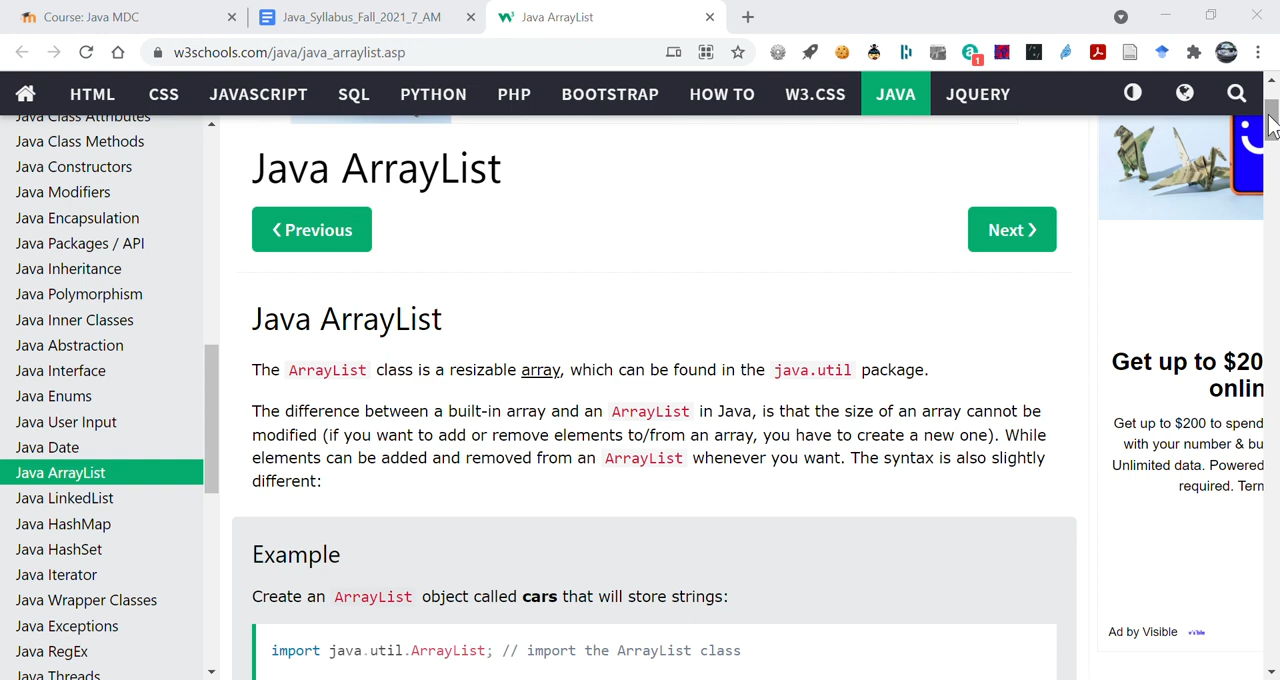 Course: Java MDC
Java_Syllabus_Fall_2021_7_AM
Java ArrayList
w3schools.com/java/java_arraylist.asp
1
HTML
CSS
JAVASCRIPT
SQL
PYTHON
PHP
BOOTSTRAP
HOW TO
W3.CSS
JAVA
JQUERY
Java Class Attributes
Java Class Methods
Java Constructors
Java Modifiers
Java Encapsulation
Java Packages / API
Java Inheritance
Java Polymorphism
Java Inner Classes
Java Abstraction
Java Interface
Java Enums
Java User Input
Java Date
Java ArrayList
Java LinkedList
Java HashMap
Java HashSet
Java Iterator
Java Wrapper Classes
Java Exceptions
Java RegEx
Java Threads
Java ArrayList
❮ Previous
Next ❯
Java ArrayList
The ArrayList class is a resizable array, which can be found in the java.util package.
The difference between a built-in array and an ArrayList in Java, is that the size of an array cannot be
modified (if you want to add or remove elements to/from an array, you have to create a new one). While
elements can be added and removed from an ArrayList whenever you want. The syntax is also slightly
different:
Example
Create an ArrayList object called cars that will store strings:
import java.util.ArrayList; // import the ArrayList class
Get up to $20
onlin
Get up to $200 to spend
with your number & bu
Unlimited data. Powered
required. Tern
Ad by Visible